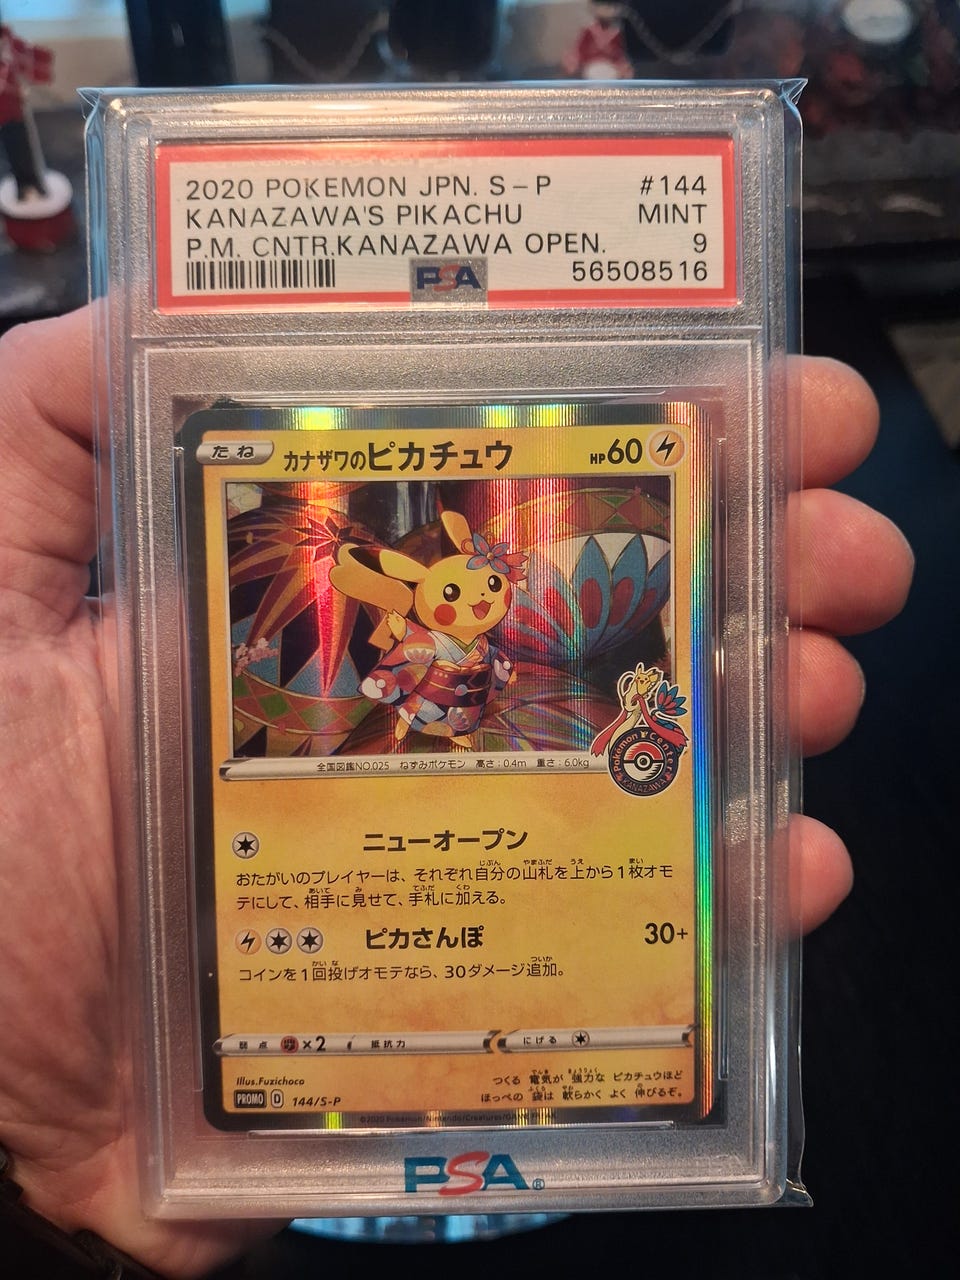 2020 POKEMON JPN. S-P #144
KANAZAWA'S PIKACHU MINT
P.M. CNTR.KANAZAWA OPEN. 9
PSA 56508516
たね カナザワのピカチュウ HP60
Pokémon Center
KANAZAWA
全国図鑑NO.025 ねずみポケモン 高さ:0.4m 重さ:6.0kg
ニューオープン
おたがいのプレイヤーは、それぞれ自分の山札を上から1枚オモ
テにして、相手に見せて、手札に加える。
ピカさんぽ 30+
コインを1回投げオモテなら、30ダメージ追加。
弱点 ×2 抵抗力 にげる
Illus.Fuzichoco
つくる 電気が 強力な ピカチュウほど
ほっぺの 袋は 軟らかく よく 伸びるぞ。
PROMO D 144/S-P
©2020 Pokémon/Nintendo/Creatures/GAME FREAK
PSA®